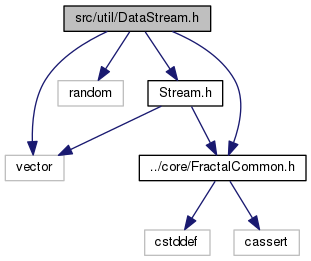 src/util/DataStream.h
random
Stream.h
vector
../core/FractalCommon.h
cstddef
cassert